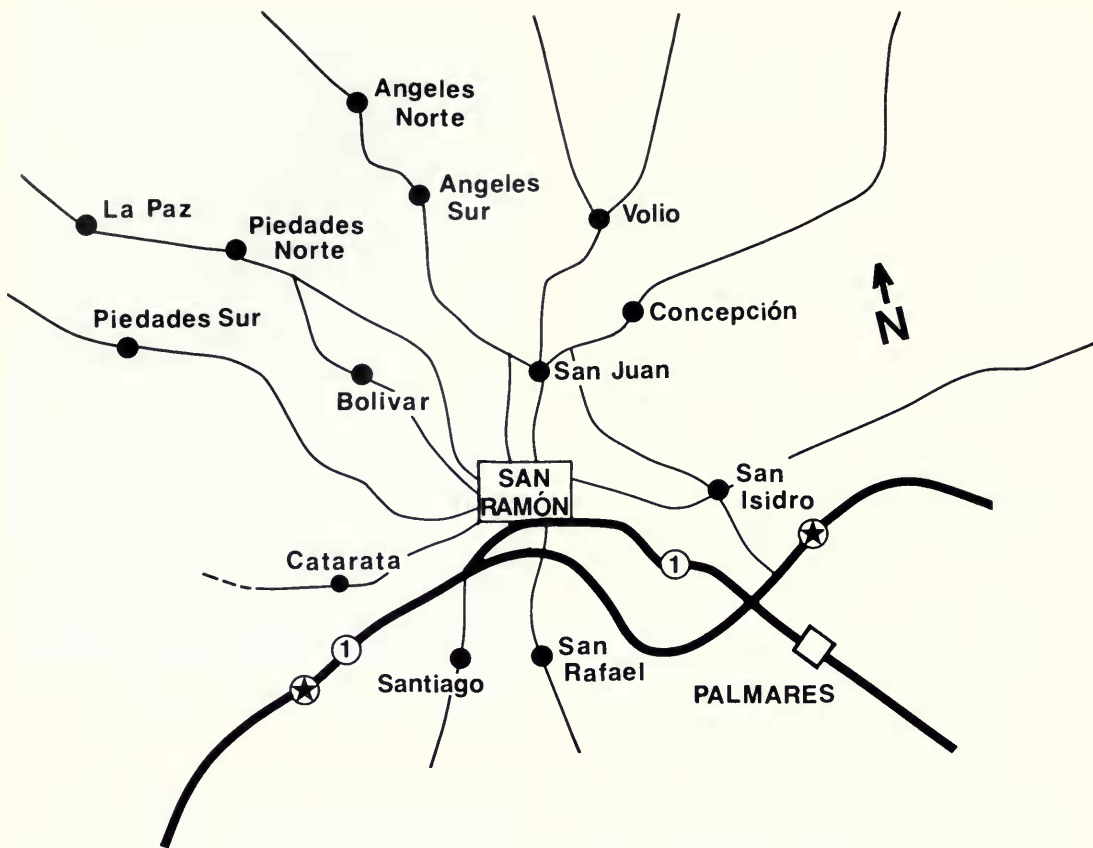 Angeles
Norte
Angeles
Sur
La Paz
Piedades
Norte
Volio
Piedades Sur
Concepción
N
San Juan
Bolivar
SAN
RAMÓN
San
Isidro
Catarata
1
1
Santiago
San
Rafael
PALMARES